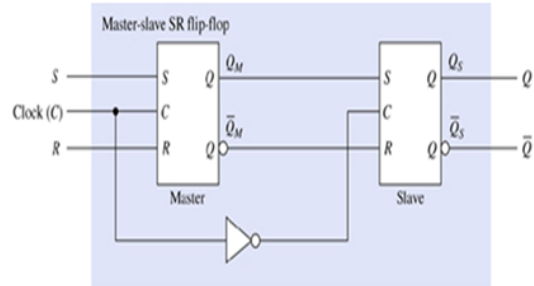 Master-slave SR flip-flop
S S Q Q_M S Q Q_S Q
Clock (C) C C
R R Q Q̅_M R Q Q̅_S Q̅
Master Slave